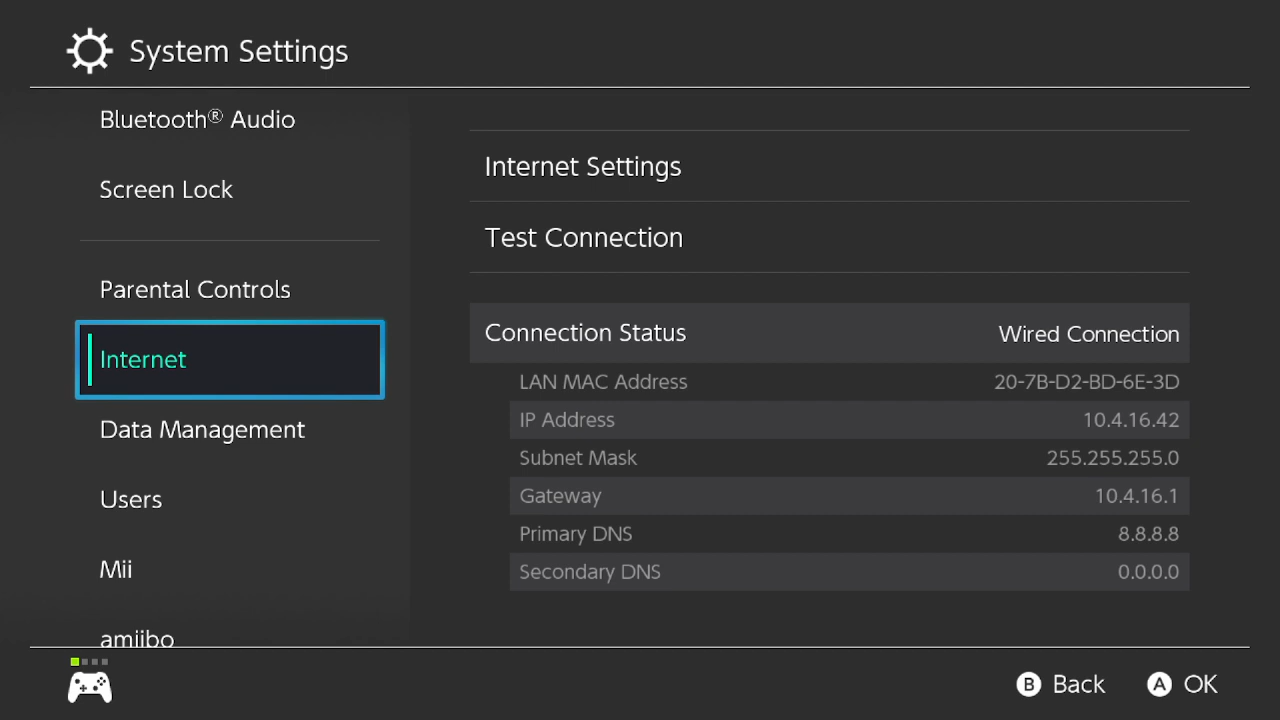 System Settings
Bluetooth® Audio
Screen Lock
Parental Controls
Internet
Data Management
Users
Mii
amiibo
Internet Settings
Test Connection
Connection Status Wired Connection
LAN MAC Address 20-7B-D2-BD-6E-3D
IP Address 10.4.16.42
Subnet Mask 255.255.255.0
Gateway 10.4.16.1
Primary DNS 8.8.8.8
Secondary DNS 0.0.0.0
B Back A OK